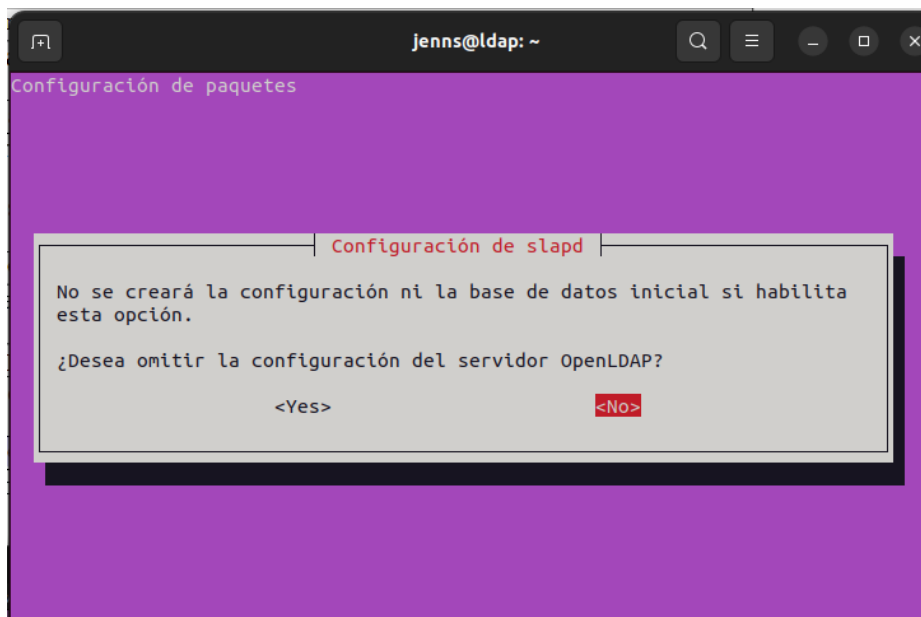 jenns@ldap: ~
Configuración de paquetes
Configuración de slapd
No se creará la configuración ni la base de datos inicial si habilita
esta opción.
¿Desea omitir la configuración del servidor OpenLDAP?
<Yes> <No>